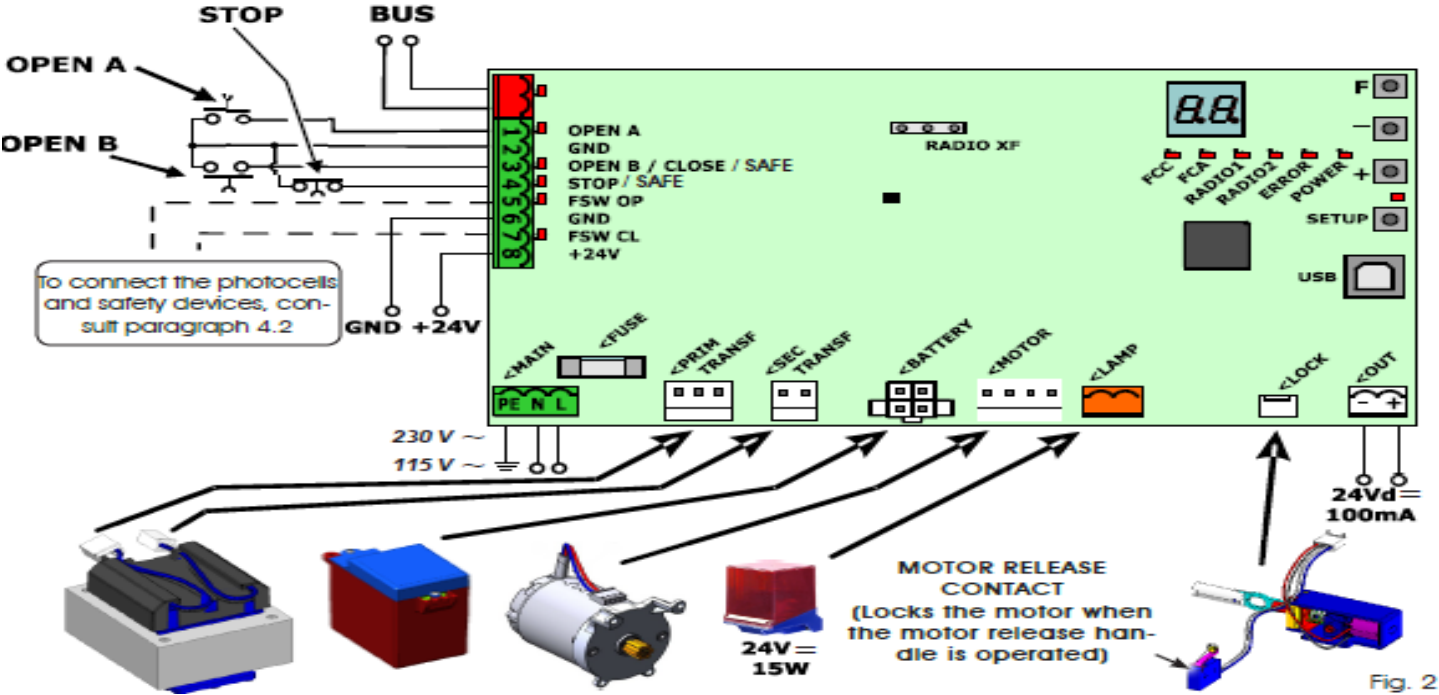 STOP
BUS
OPEN A
OPEN B
1 OPEN A
2 GND
3 OPEN B / CLOSE / SAFE
4 STOP / SAFE
5 FSW OP
6 GND
7 FSW CL
8 +24V
RADIO XF
8.8.
F
–
+
SETUP
USB
FCC
FCA
RADIO1
RADIO2
ERROR
POWER
To connect the photocells
and safety devices, con-
sult paragraph 4.2
GND +24V
<MAIN
<FUSE
<PRIM
TRANSF
<SEC
TRANSF
<BATTERY
<MOTOR
<LAMP
<LOCK
<OUT
PE N L
- +
230 V ~
115 V ~
24Vd=
100mA
24V=
15W
MOTOR RELEASE
CONTACT
(Locks the motor when
the motor release han-
dle is operated)
Fig. 2